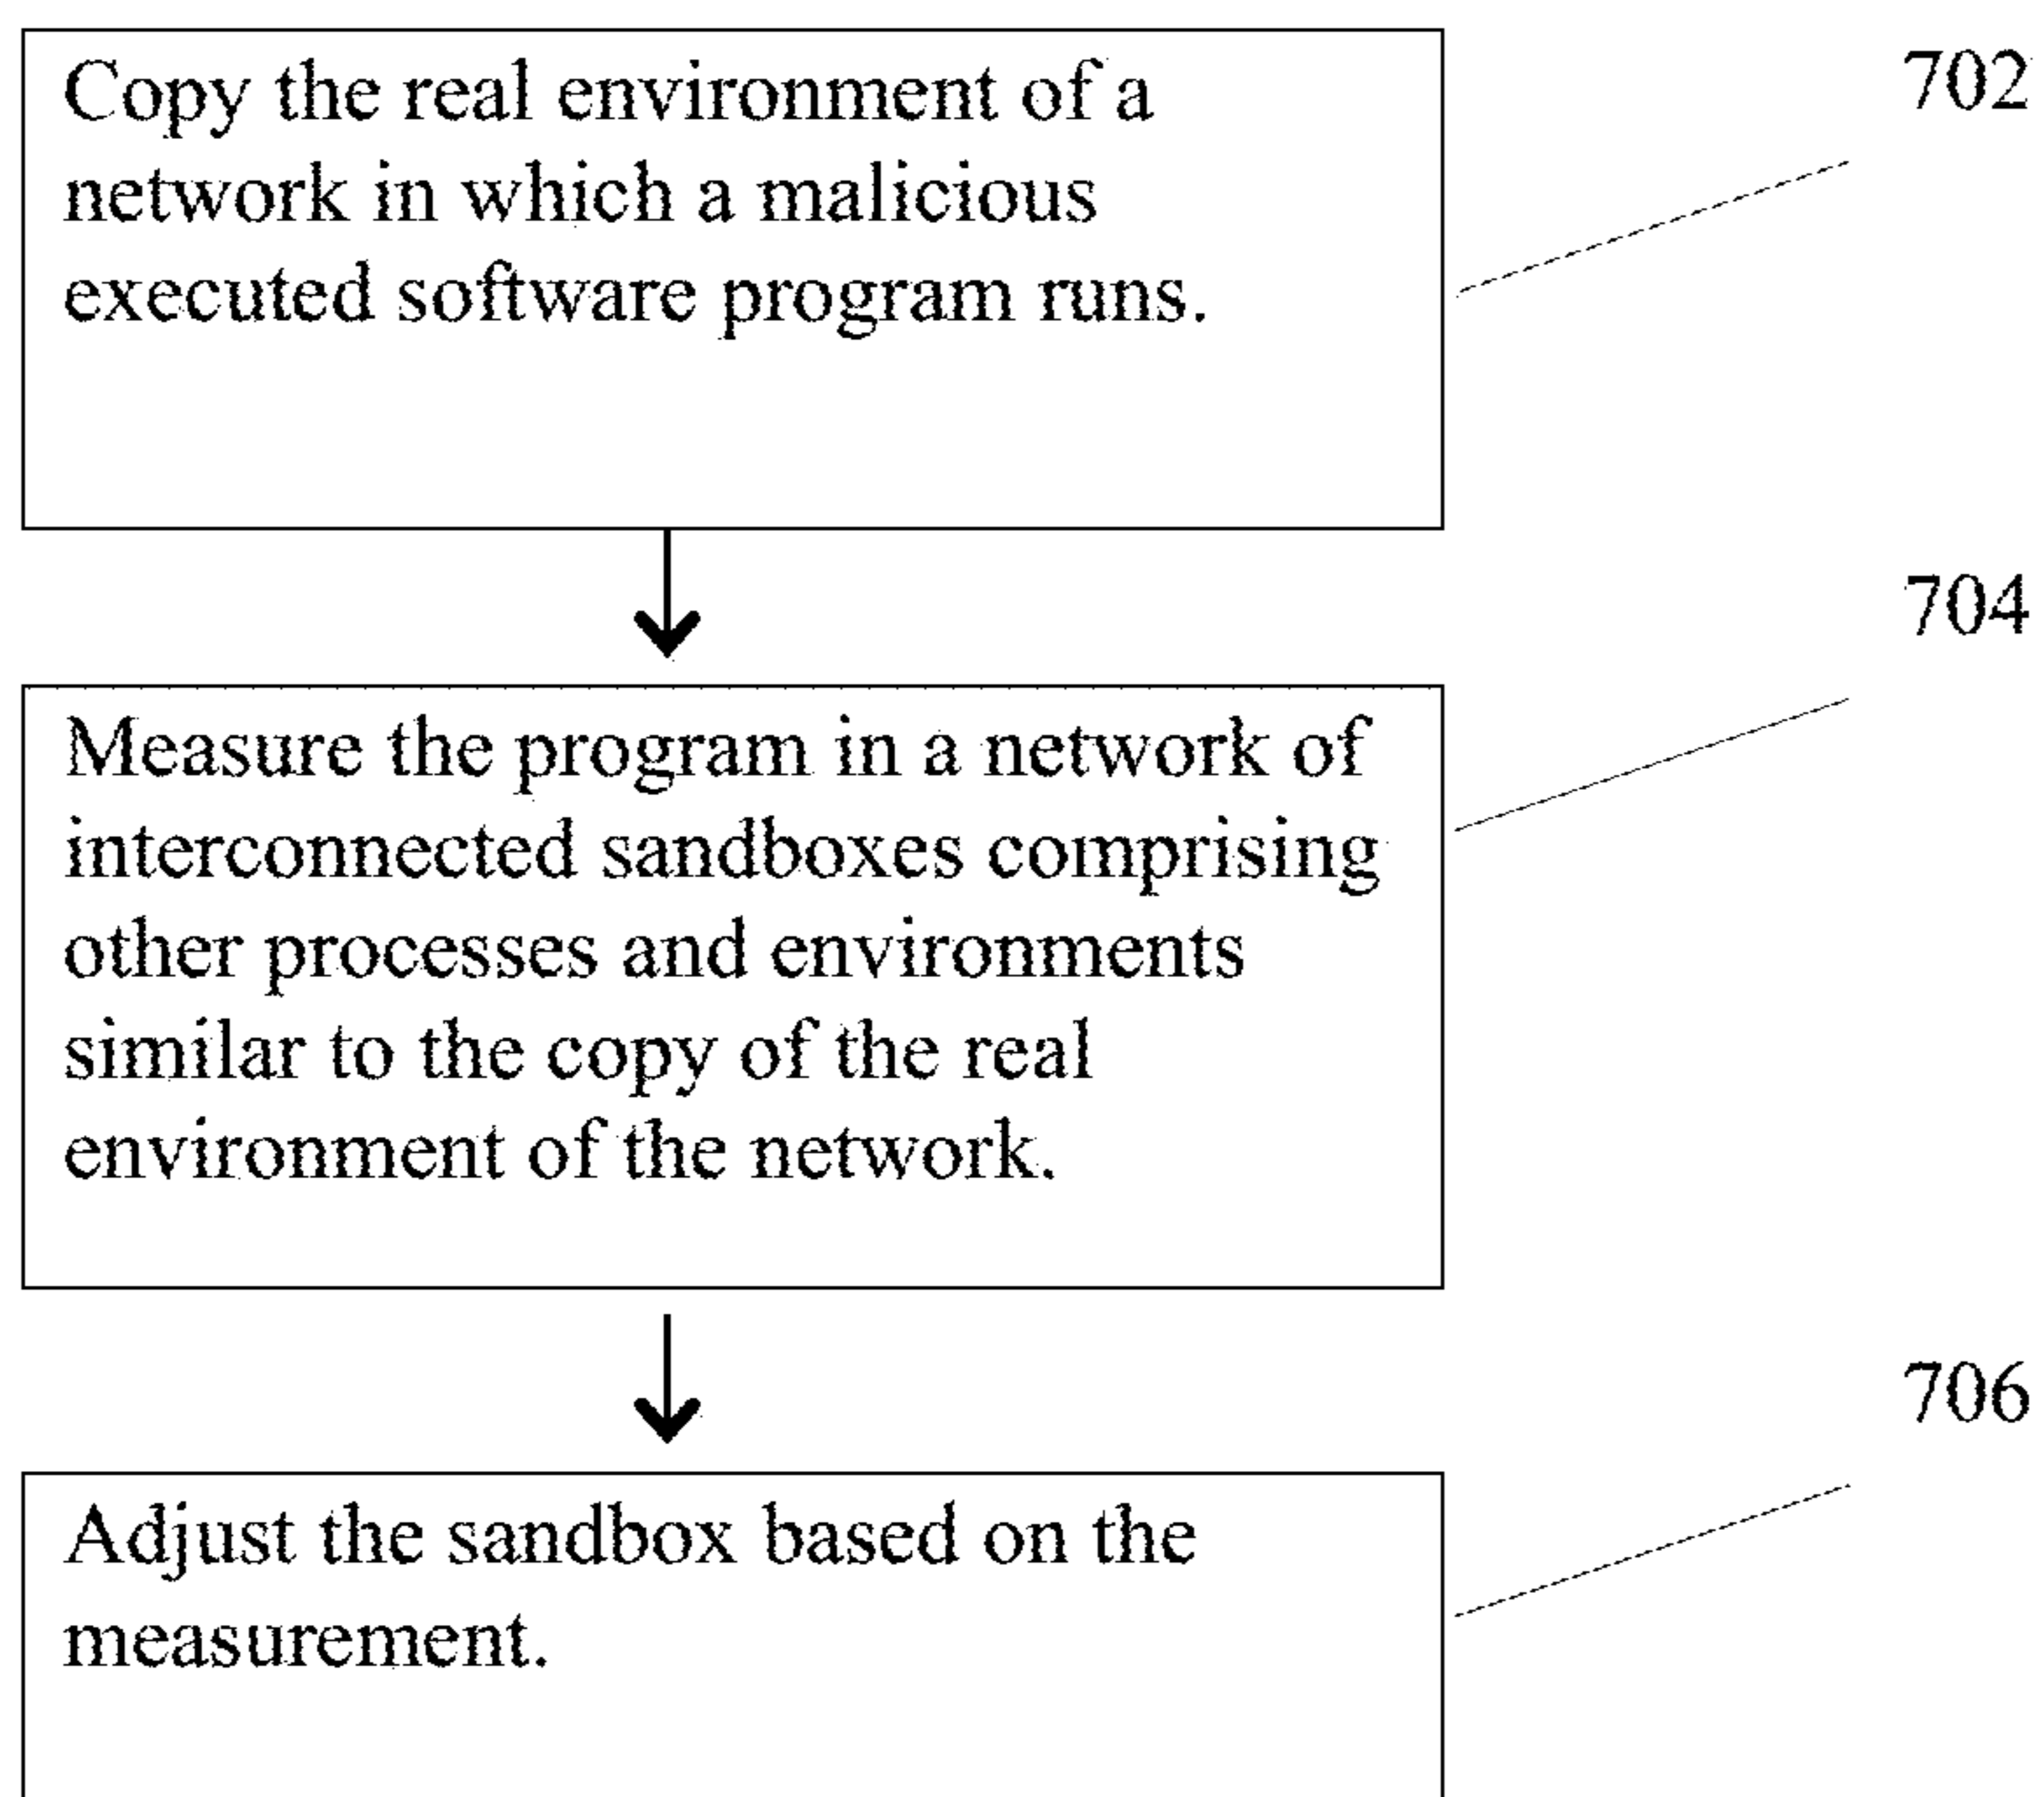 Copy the real environment of a
702
network in which a malicious
executed software program runs.
704
Measure the program in a network of
interconnected sandboxes comprising
other processes and environments
similar to the copy of the real
environment of the network.
706
Adjust the sandbox based on the
measurement.